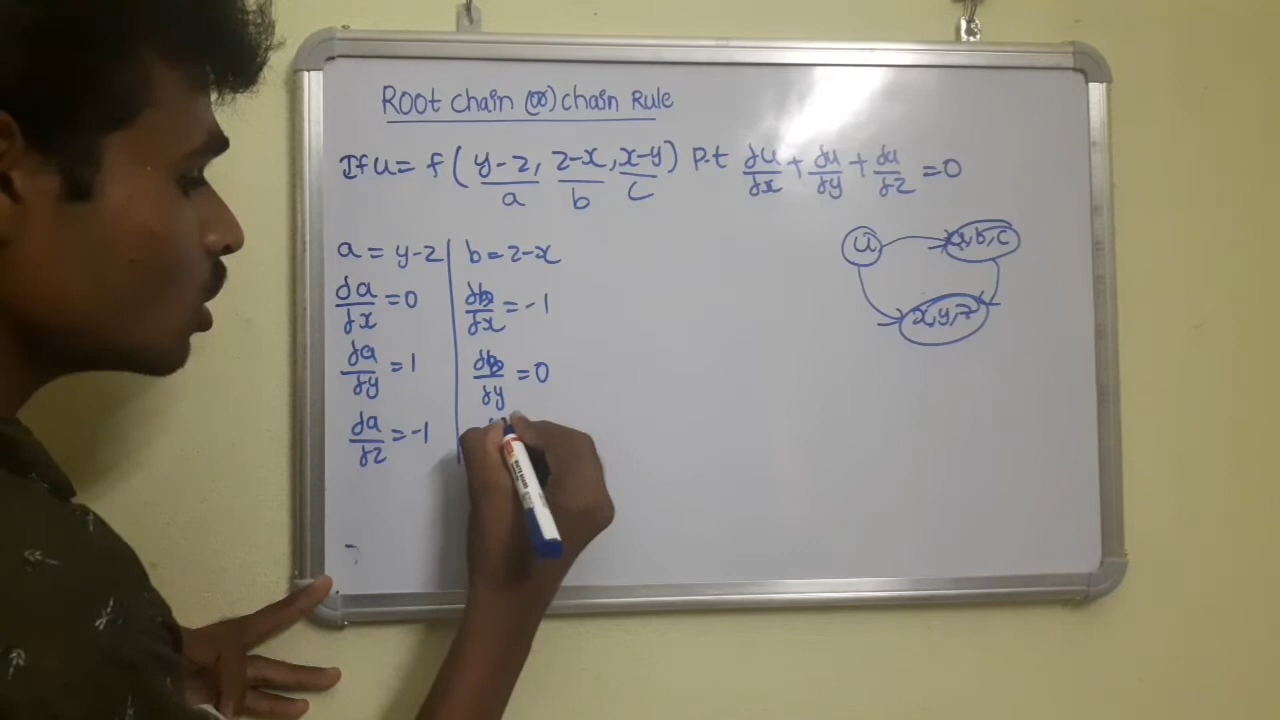 Root chain (or) chain Rule
If u = f ( y-z, z-x, x-y ) P.t ∂u/∂x + ∂u/∂y + ∂u/∂z = 0
a b c
a = y-z b = z-x
∂a/∂x = 0 ∂b/∂x = -1
∂a/∂y = 1 ∂b/∂y = 0
∂a/∂z = -1
u a,b,c
x,y,z